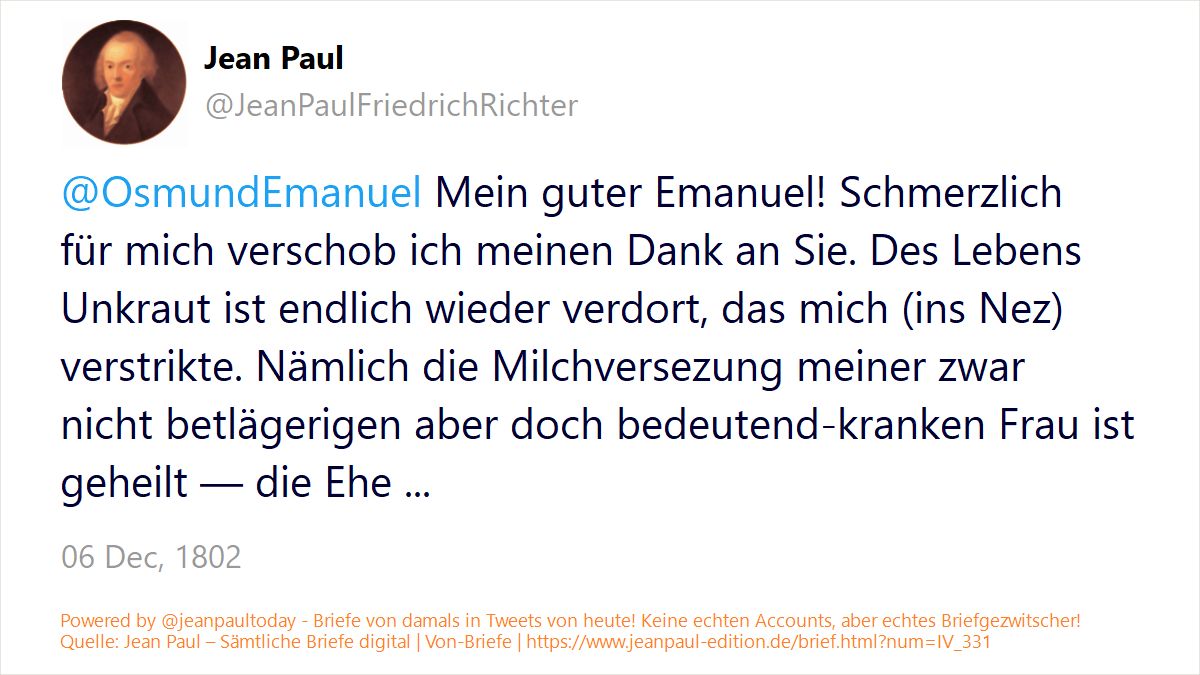 Jean Paul
@JeanPaulFriedrichRichter
@OsmundEmanuel Mein guter Emanuel! Schmerzlich
für mich verschob ich meinen Dank an Sie. Des Lebens
Unkraut ist endlich wieder verdort, das mich (ins Nez)
verstrikte. Nämlich die Milchversezung meiner zwar
nicht betlägerigen aber doch bedeutend-kranken Frau ist
geheilt — die Ehe ...
06 Dec, 1802
Powered by @jeanpaultoday - Briefe von damals in Tweets von heute! Keine echten Accounts, aber echtes Briefgezwitscher!
Quelle: Jean Paul – Sämtliche Briefe digital | Von-Briefe | https://www.jeanpaul-edition.de/brief.html?num=IV_331